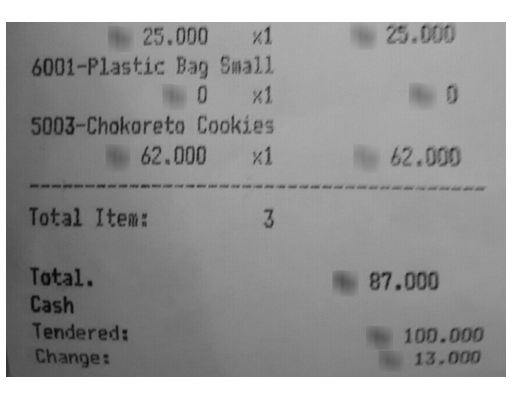 25.000 x1 25.000
6001-Plastic Bag Small
0 x1 0
5003-Chokoreto Cookies
62.000 x1 62.000
Total Item: 3
Total. 87.000
Cash
Tendered: 100.000
Change: 13.000